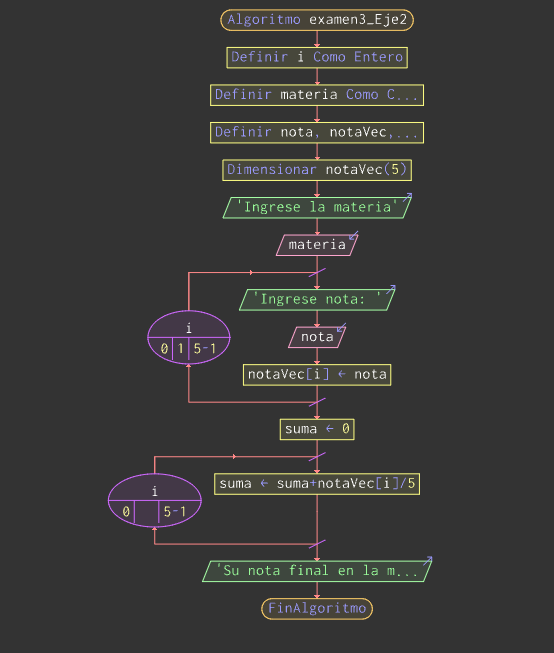 Algoritmo examen3_Eje2
Definir i Como Entero
Definir materia Como C...
Definir nota, notaVec,...
Dimensionar notaVec(5)
'Ingrese la materia'
materia
'Ingrese nota: '
i
0 1 5-1
nota
notaVec[i] ← nota
suma ← 0
suma ← suma+notaVec[i]/5
i
0 5-1
'Su nota final en la m...
FinAlgoritmo